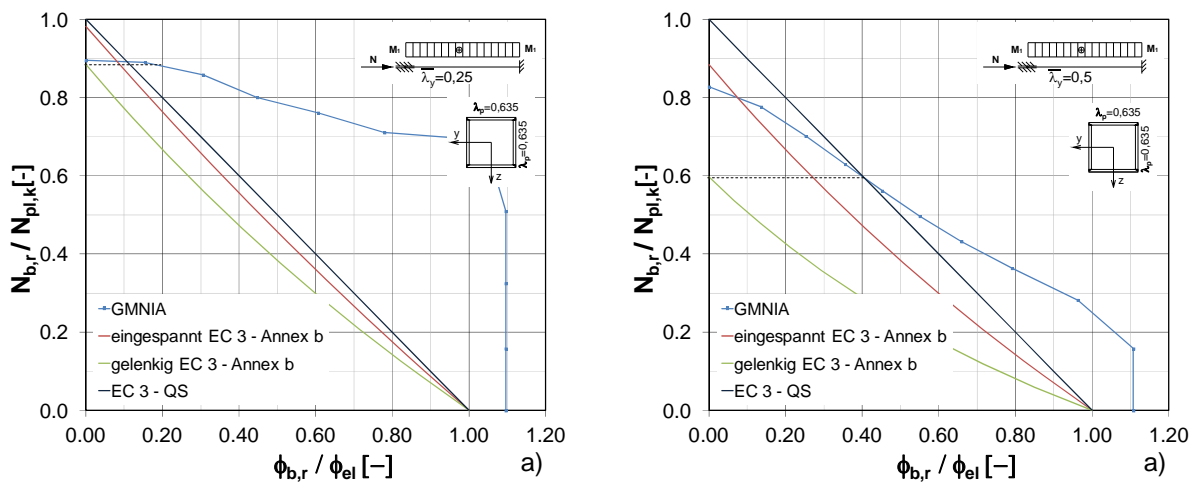 1.0
0.8
0.6
0.4
0.2
0.0
N_b,r / N_pl,k [-]
M₁ M₁
N
λ_y=0,25
λ_p=0,635
λ_p=0,635
y
z
GMNIA
eingespannt EC 3 - Annex b
gelenkig EC 3 - Annex b
EC 3 - QS
0.00 0.20 0.40 0.60 0.80 1.00 1.20
ϕ_b,r / ϕ_el [–]
a)
1.0
0.8
0.6
0.4
0.2
0.0
N_b,r / N_pl,k [-]
M₁ M₁
N
λ_y=0,5
λ_p=0,635
λ_p=0,635
y
z
GMNIA
eingespannt EC 3 - Annex b
gelenkig EC 3 - Annex b
EC 3 - QS
0.00 0.20 0.40 0.60 0.80 1.00 1.20
ϕ_b,r / ϕ_el [–]
a)